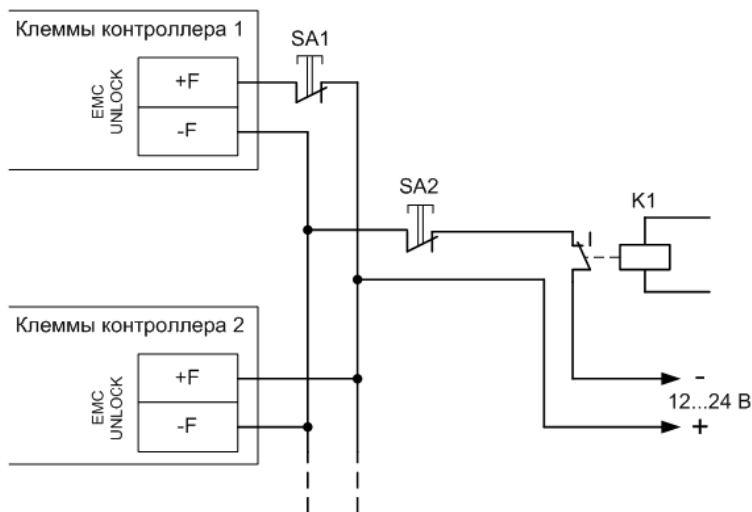 Клеммы контроллера 1
SA1
EMC
UNLOCK
+F
-F
SA2
K1
Клеммы контроллера 2
EMC
UNLOCK
+F
-F
-
12...24 В
+